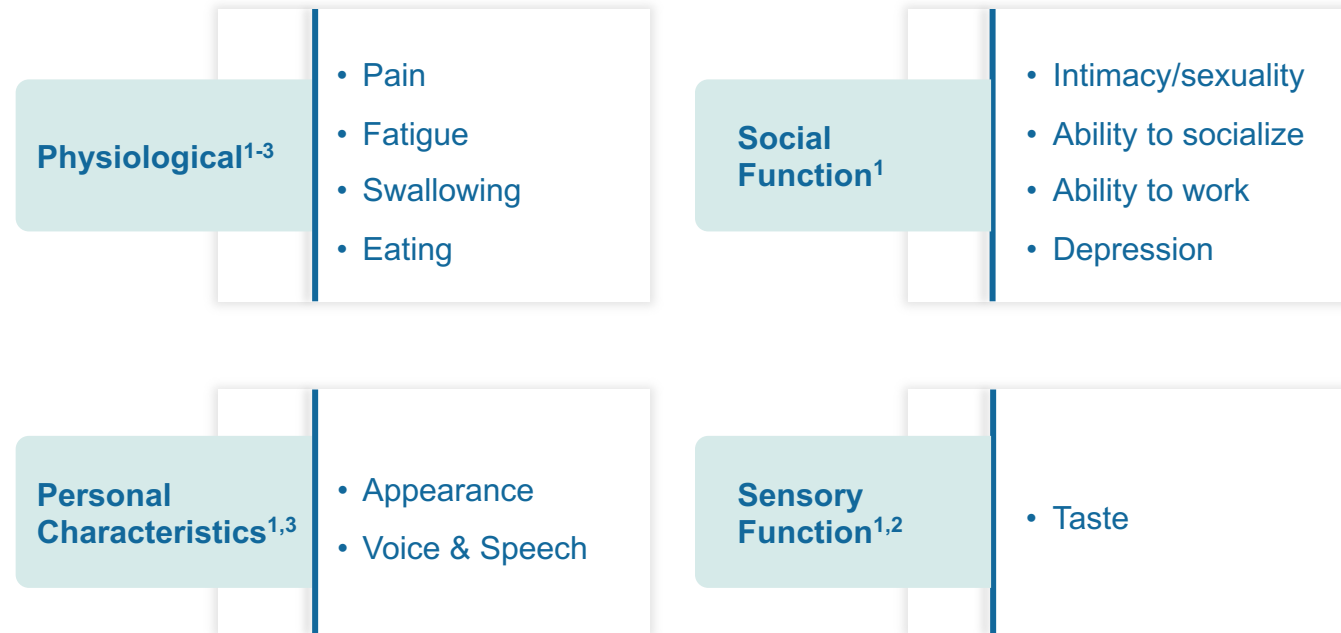 Physiological1-3
• Pain
• Fatigue
• Swallowing
• Eating
Social
Function1
• Intimacy/sexuality
• Ability to socialize
• Ability to work
• Depression
Personal
Characteristics1,3
• Appearance
• Voice & Speech
Sensory
Function1,2
• Taste